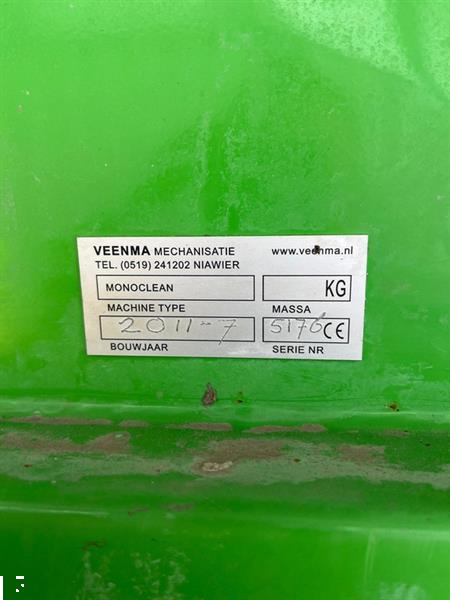 VEENMA MECHANISATIE www.veenma.nl
TEL. (0519) 241202 NIAWIER
MONOCLEAN KG
MACHINE TYPE MASSA
2011-7 5176 CE
BOUWJAAR SERIE NR